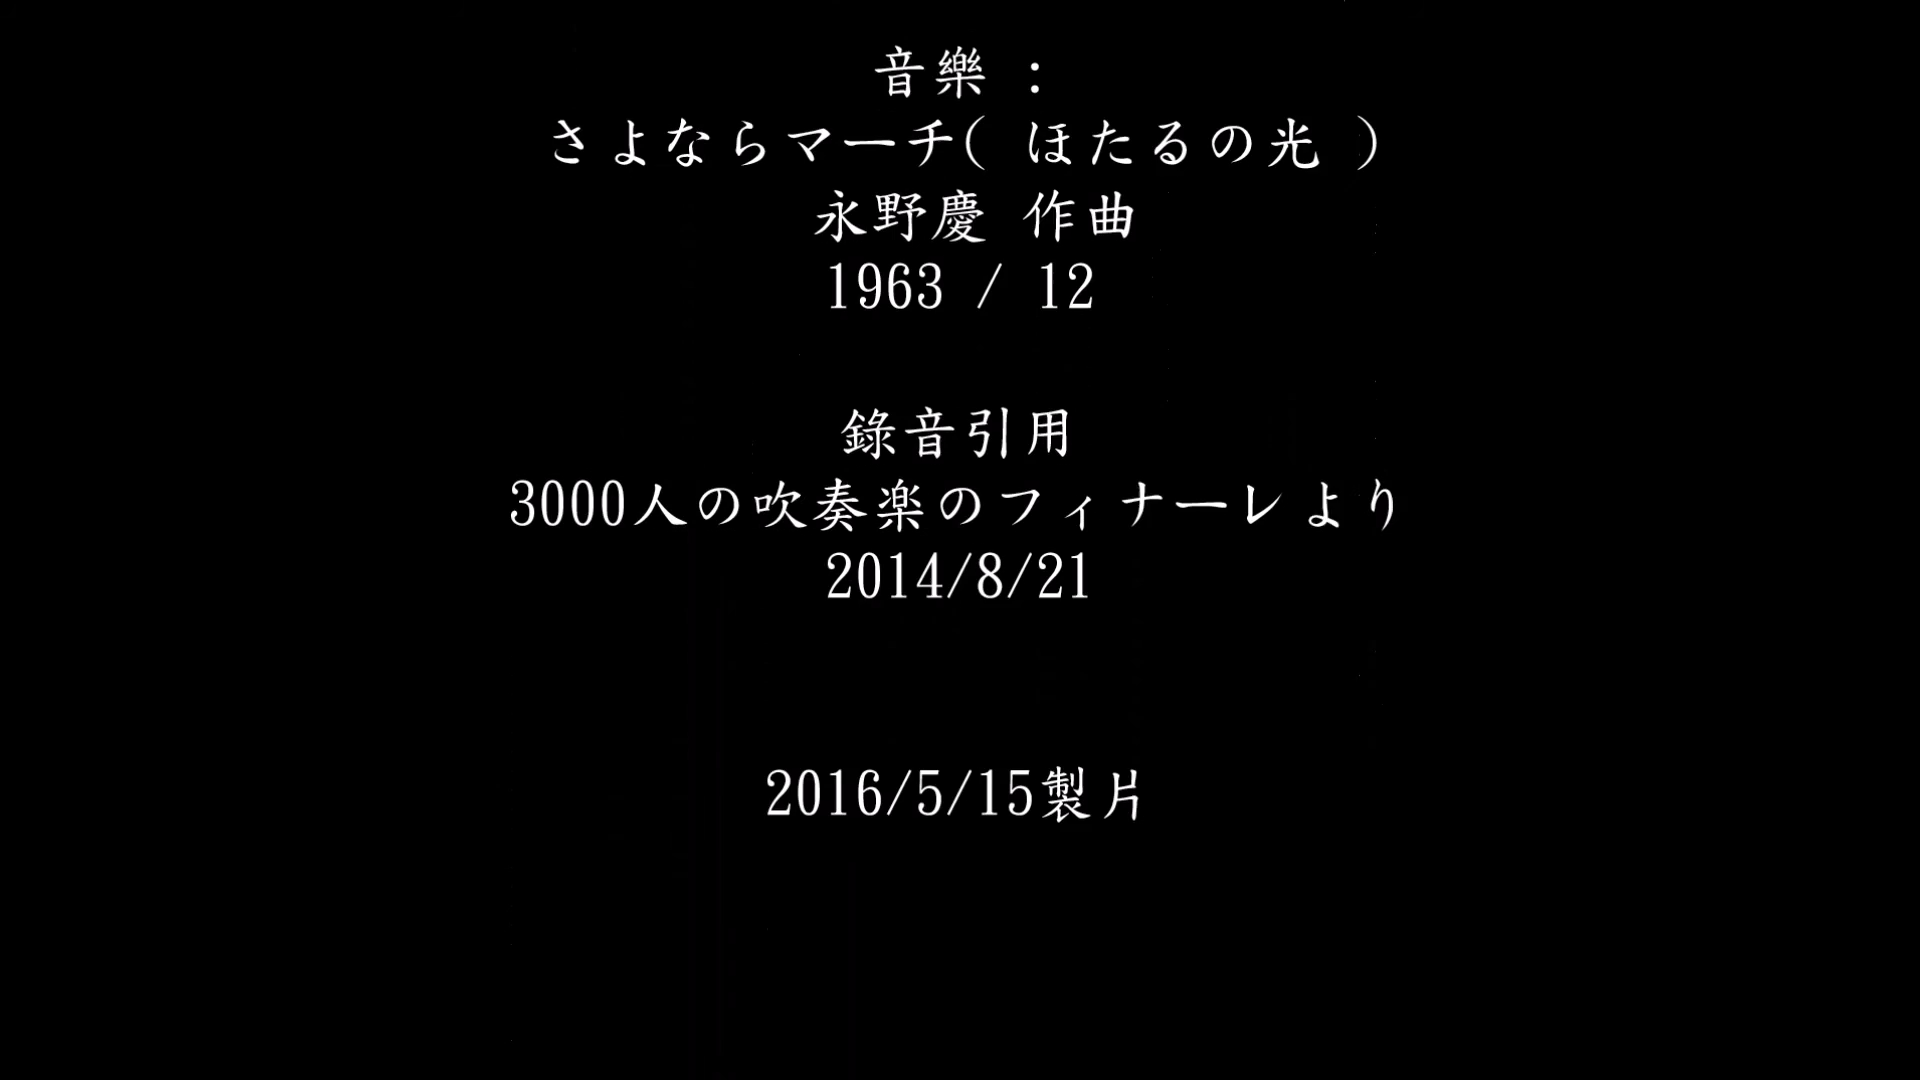 音樂 :
さよならマーチ( ほたるの光 )
永野慶 作曲
1963 / 12
錄音引用
3000人の吹奏楽のフィナーレより
2014/8/21
2016/5/15製片